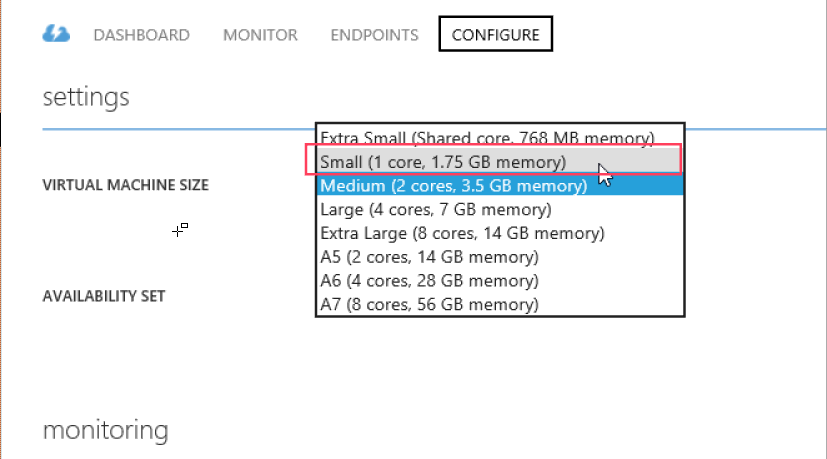 DASHBOARD MONITOR ENDPOINTS CONFIGURE
settings
Extra Small (Shared core, 768 MB memory)
Small (1 core, 1.75 GB memory)
VIRTUAL MACHINE SIZE
Medium (2 cores, 3.5 GB memory)
Large (4 cores, 7 GB memory)
Extra Large (8 cores, 14 GB memory)
A5 (2 cores, 14 GB memory)
A6 (4 cores, 28 GB memory)
AVAILABILITY SET
A7 (8 cores, 56 GB memory)
monitoring